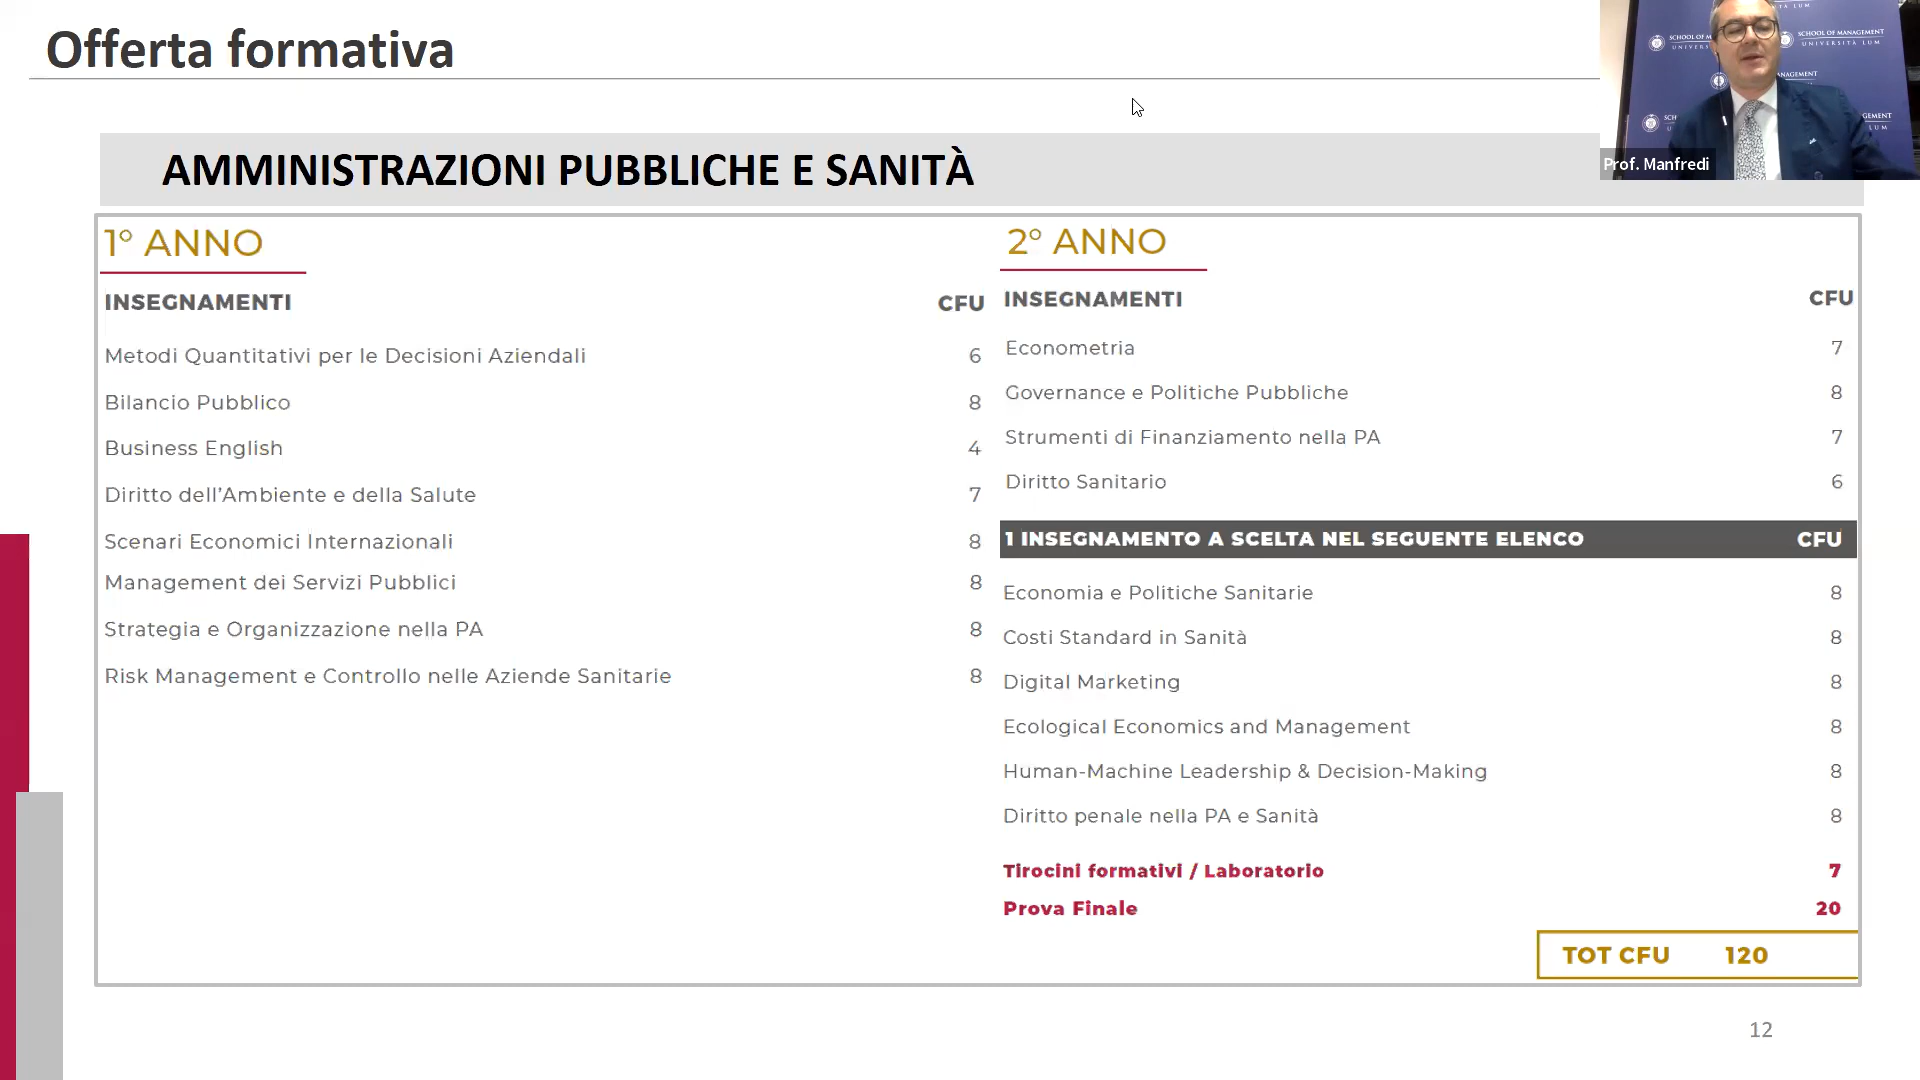 Offerta formativa
AMMINISTRAZIONI PUBBLICHE E SANITÀ
SCHOOL OF MANAGEMENT
UNIVERSITÀ LUM
Prof. Manfredi
1° ANNO
INSEGNAMENTI CFU
Metodi Quantitativi per le Decisioni Aziendali 6
Bilancio Pubblico 8
Business English 4
Diritto dell'Ambiente e della Salute 7
Scenari Economici Internazionali 8
Management dei Servizi Pubblici 8
Strategia e Organizzazione nella PA 8
Risk Management e Controllo nelle Aziende Sanitarie 8
2° ANNO
INSEGNAMENTI CFU
Econometria 7
Governance e Politiche Pubbliche 8
Strumenti di Finanziamento nella PA 7
Diritto Sanitario 6
1 INSEGNAMENTO A SCELTA NEL SEGUENTE ELENCO CFU
Economia e Politiche Sanitarie 8
Costi Standard in Sanità 8
Digital Marketing 8
Ecological Economics and Management 8
Human-Machine Leadership & Decision-Making 8
Diritto penale nella PA e Sanità 8
Tirocini formativi / Laboratorio 7
Prova Finale 20
TOT CFU 120
12